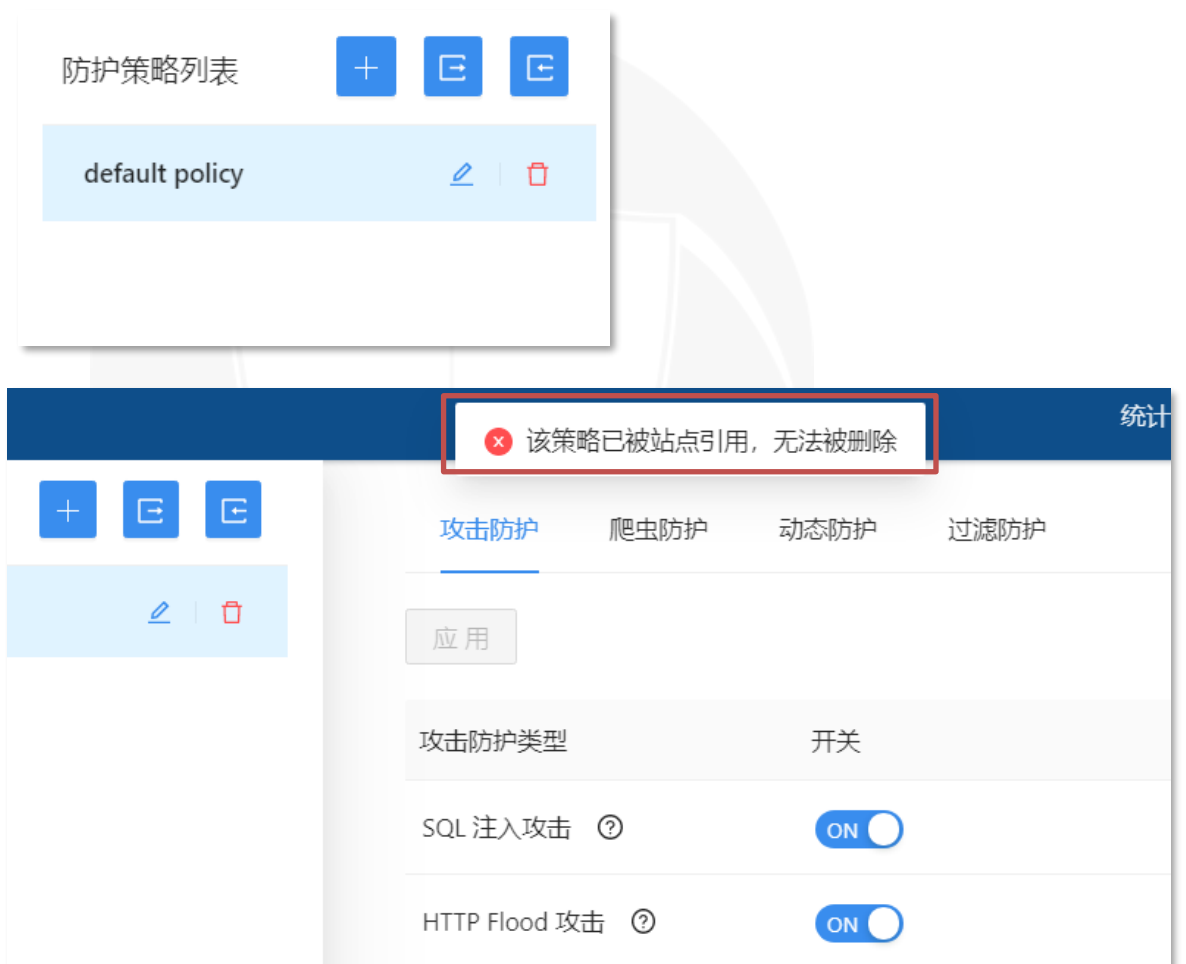 防护策略列表
default policy
该策略已被站点引用，无法被删除
统计
攻击防护 爬虫防护 动态防护 过滤防护
应 用
攻击防护类型 开关
SQL 注入攻击 ON
HTTP Flood 攻击 ON